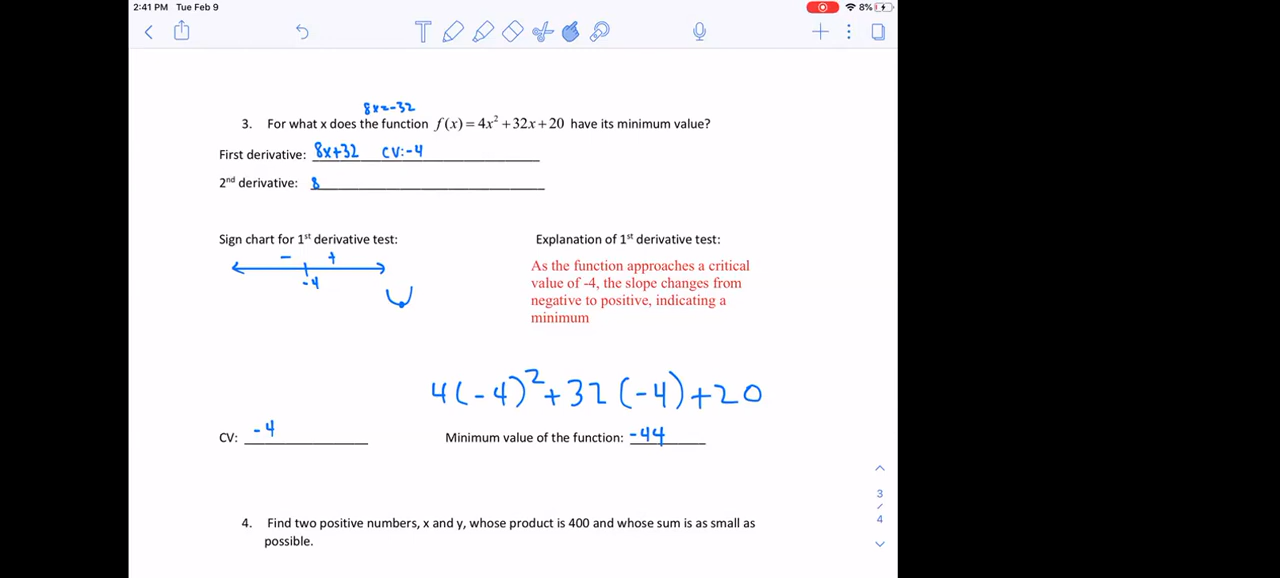 2:41 PM Tue Feb 9 8%
T
8x=-32
3. For what x does the function f(x) = 4x² + 32x + 20 have its minimum value?
First derivative: 8x+32 CV:-4
2nd derivative: 8
Sign chart for 1st derivative test:
Explanation of 1st derivative test:
- +
-4
As the function approaches a critical
value of -4, the slope changes from
negative to positive, indicating a
minimum
4(-4)²+32(-4)+20
CV: -4
Minimum value of the function: -44
3
/
4
4. Find two positive numbers, x and y, whose product is 400 and whose sum is as small as
possible.